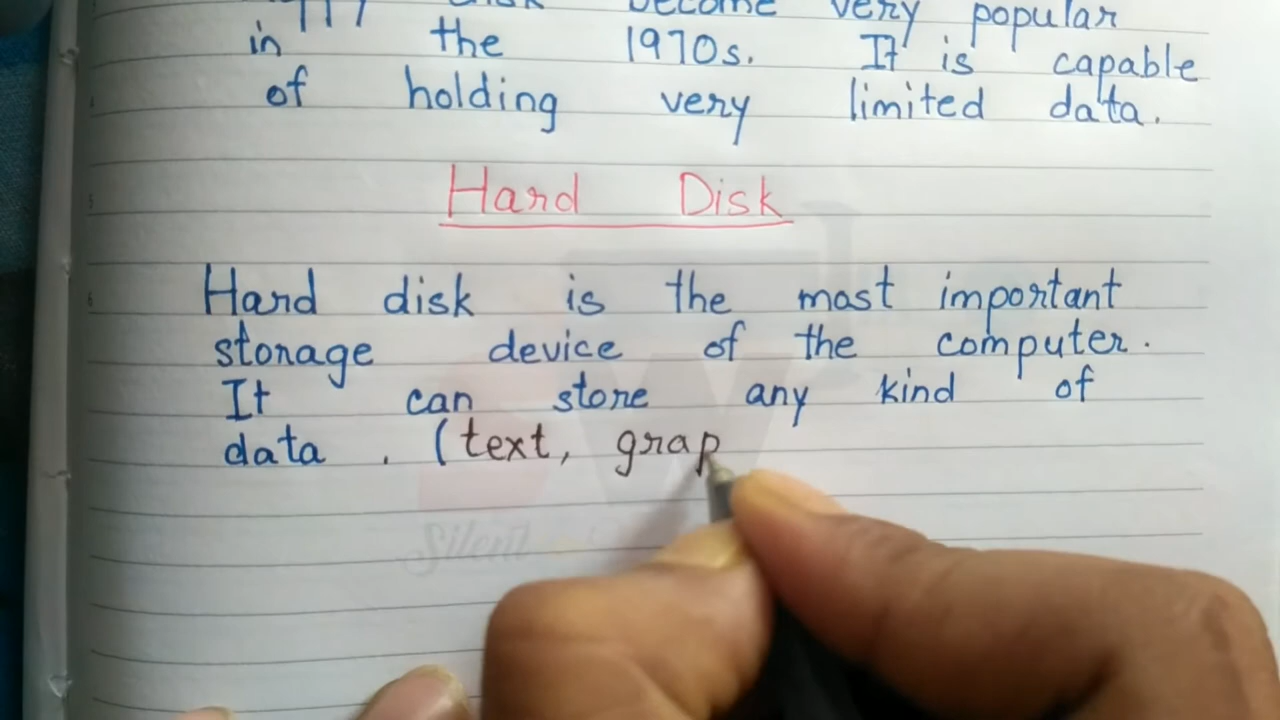 become very popular
in the 1970s. It is capable
of holding very limited data.
Hard Disk
Hard disk is the most important
storage device of the computer.
It can store any kind of
data . (text, grap
Silent